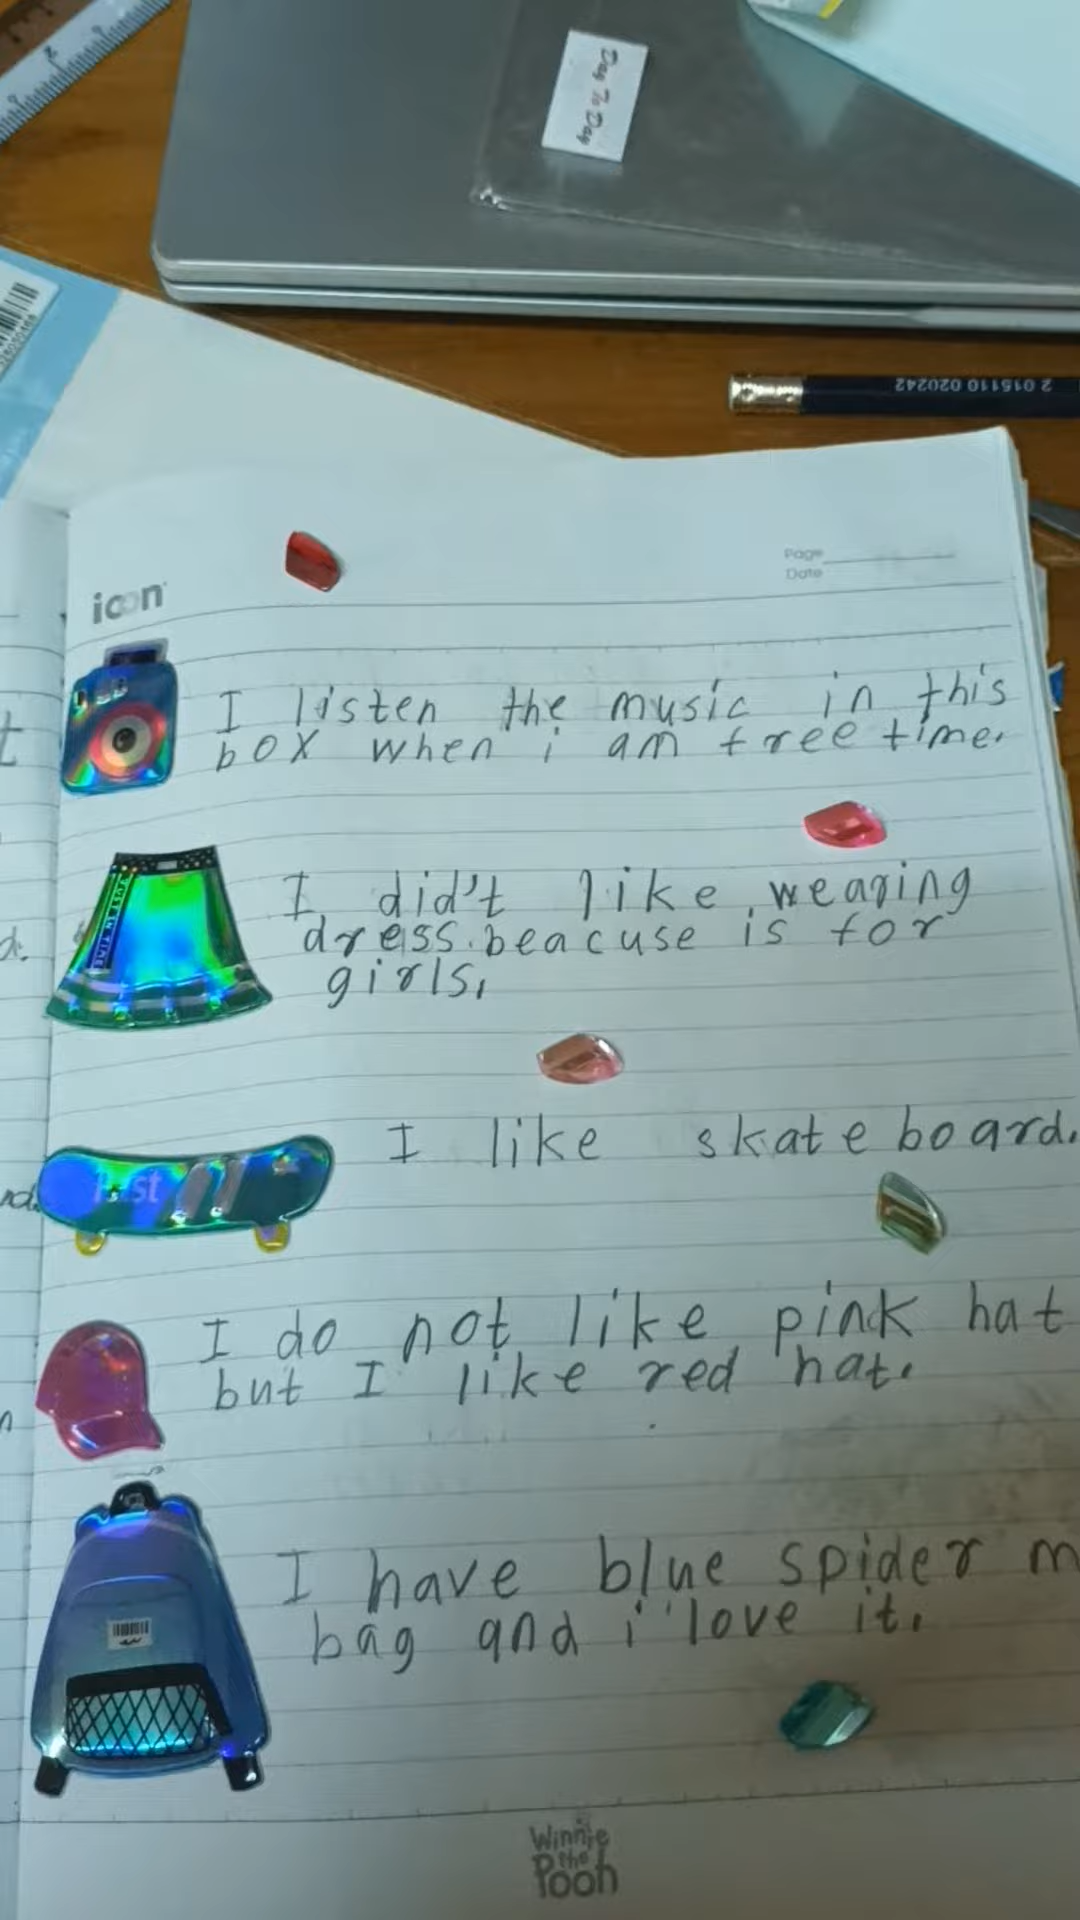 Day To Day
2 015110 020242
Page
Date
icon
I listen the music in this
box when i am free time.
I did't like wearing
dress. beacuse is for
girls.
I like skate board.
I do not like pink hat
but I like red hat.
I have blue spider m
bag and i love it.
Winnie
the
Pooh